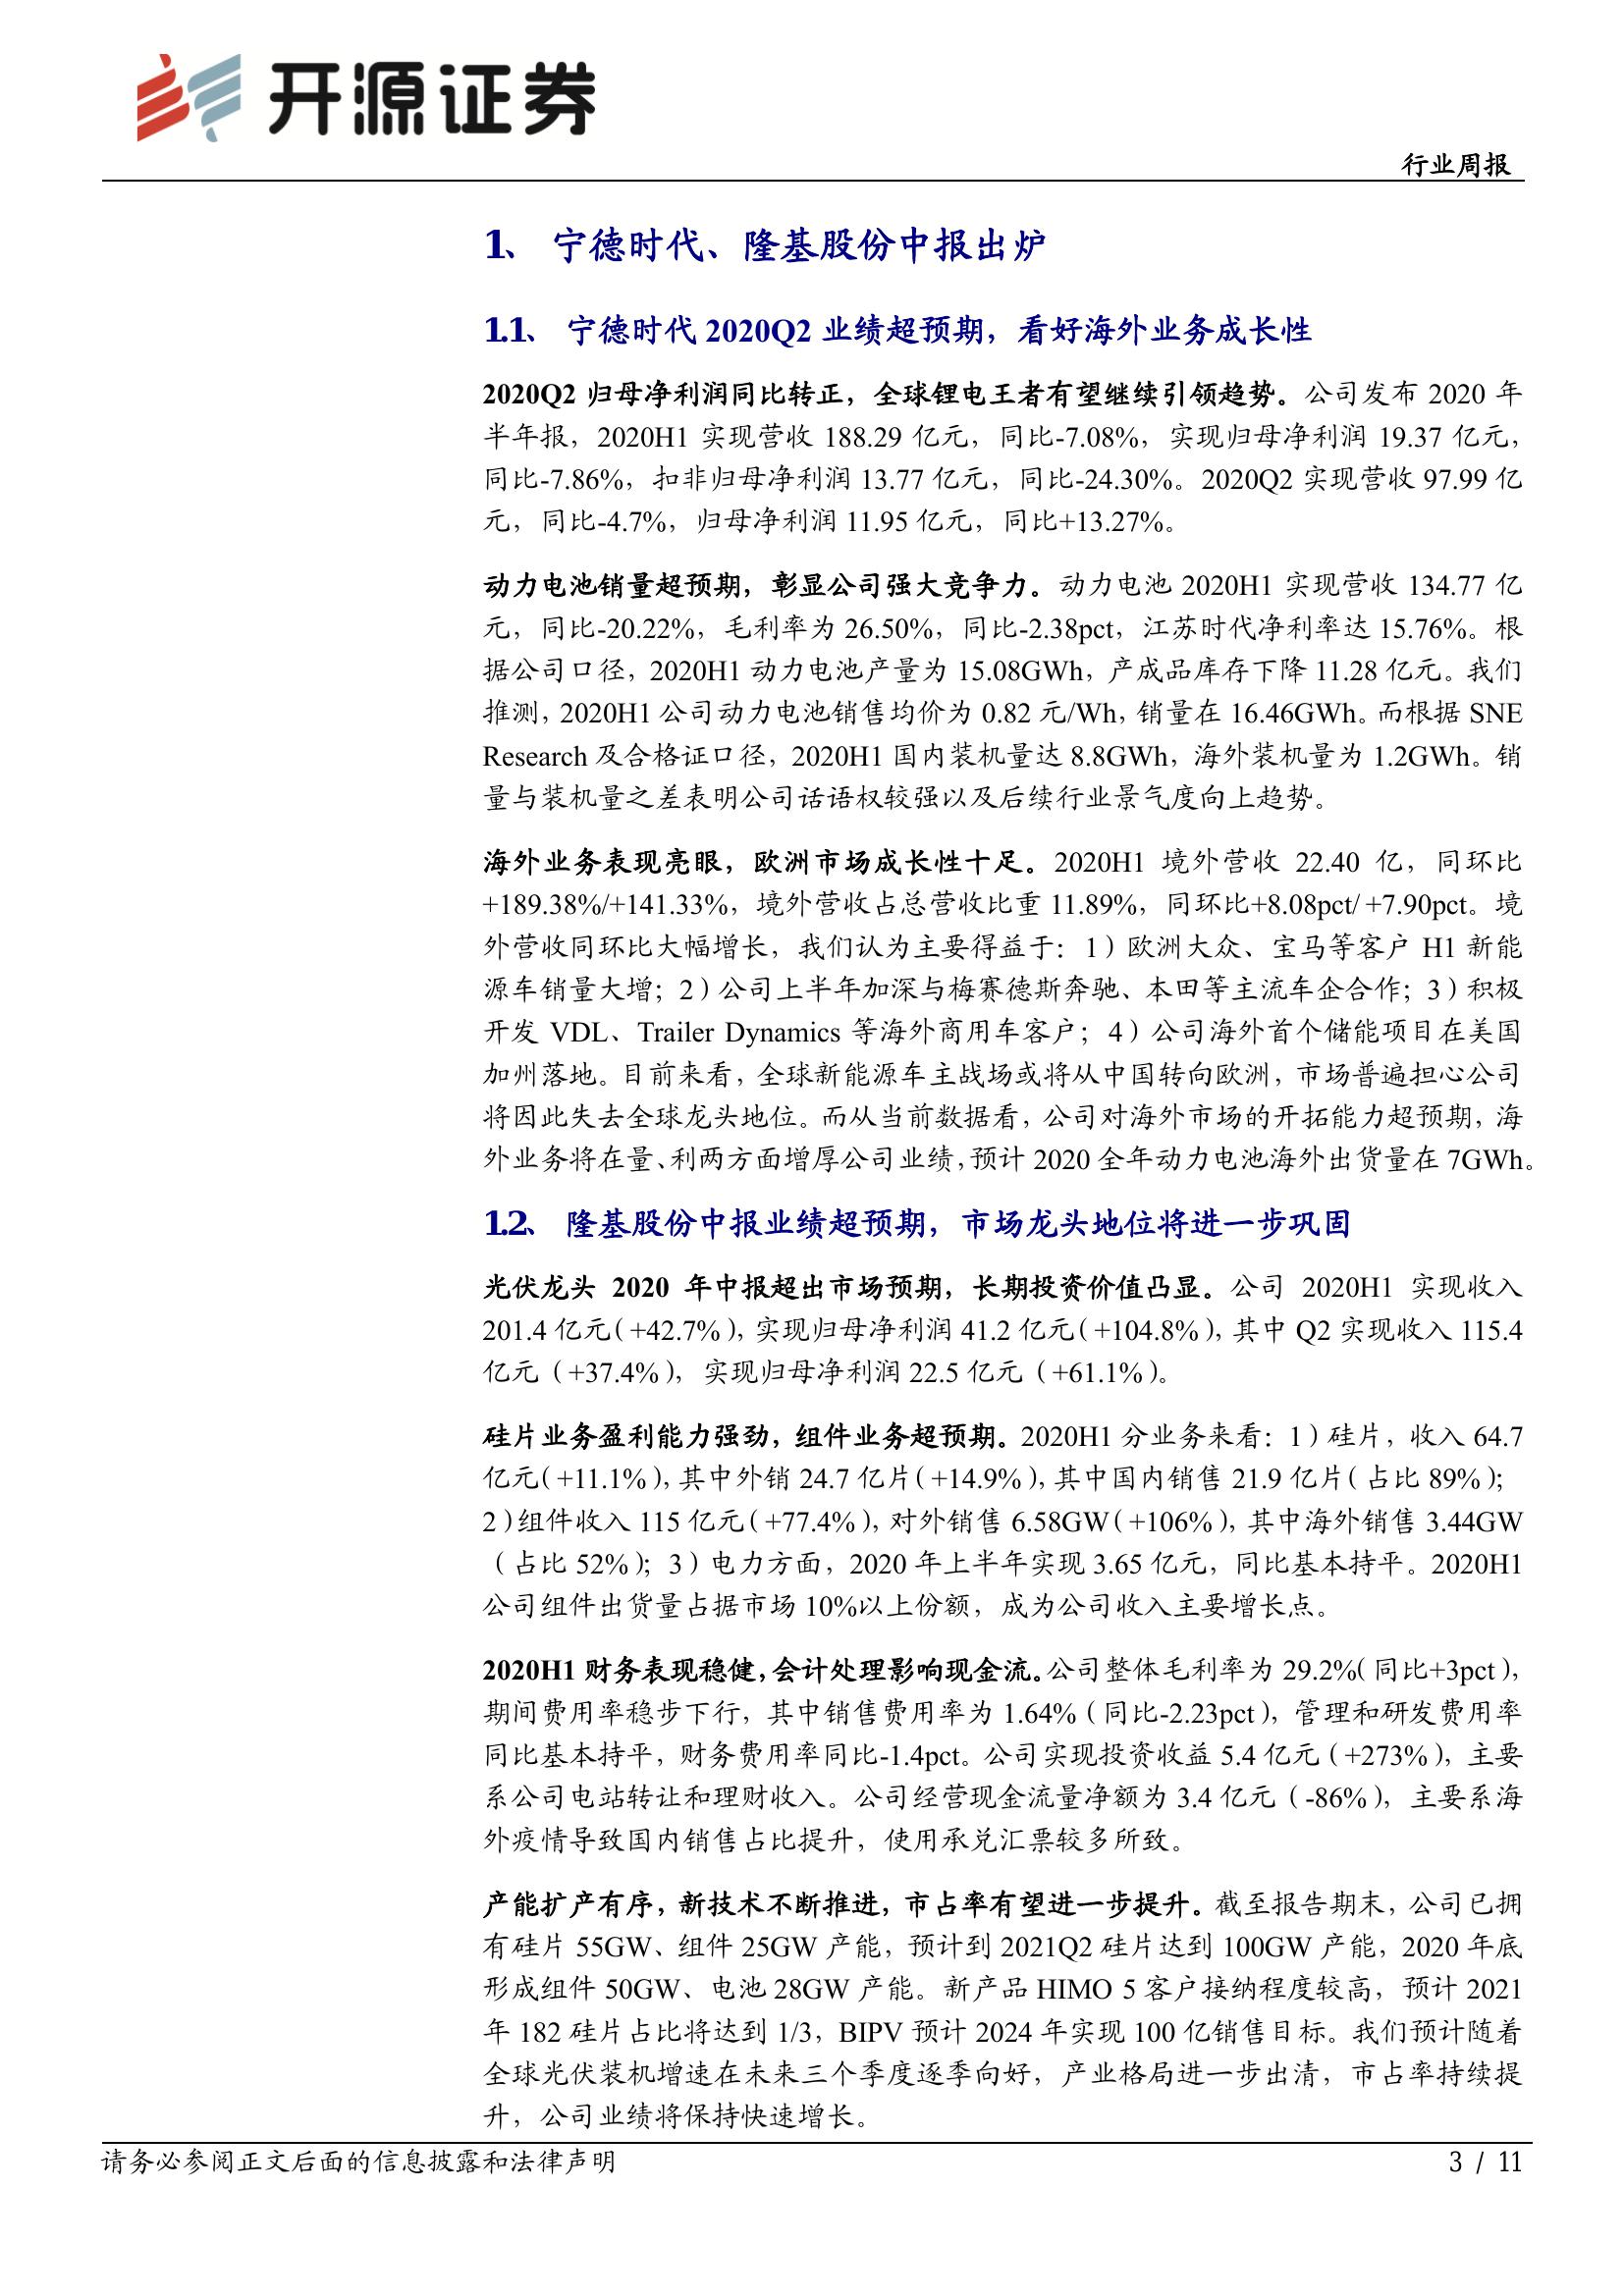 开源证券
行业周报
1、 宁德时代、隆基股份中报出炉
1.1、 宁德时代 2020Q2 业绩超预期，看好海外业务成长性
2020Q2 归母净利润同比转正，全球锂电王者有望继续引领趋势。公司发布 2020 年
半年报，2020H1 实现营收 188.29 亿元，同比-7.08%，实现归母净利润 19.37 亿元，
同比-7.86%，扣非归母净利润 13.77 亿元，同比-24.30%。2020Q2 实现营收 97.99 亿
元，同比-4.7%，归母净利润 11.95 亿元，同比+13.27%。
动力电池销量超预期，彰显公司强大竞争力。动力电池 2020H1 实现营收 134.77 亿
元，同比-20.22%，毛利率为 26.50%，同比-2.38pct，江苏时代净利率达 15.76%。根
据公司口径，2020H1 动力电池产量为 15.08GWh，产成品库存下降 11.28 亿元。我们
推测，2020H1 公司动力电池销售均价为 0.82 元/Wh，销量在 16.46GWh。而根据 SNE
Research 及合格证口径，2020H1 国内装机量达 8.8GWh，海外装机量为 1.2GWh。销
量与装机量之差表明公司话语权较强以及后续行业景气度向上趋势。
海外业务表现亮眼，欧洲市场成长性十足。2020H1 境外营收 22.40 亿，同环比
+189.38%/+141.33%，境外营收占总营收比重 11.89%，同环比+8.08pct/ +7.90pct。境
外营收同环比大幅增长，我们认为主要得益于：1）欧洲大众、宝马等客户 H1 新能
源车销量大增；2）公司上半年加深与梅赛德斯奔驰、本田等主流车企合作；3）积极
开发 VDL、Trailer Dynamics 等海外商用车客户；4）公司海外首个储能项目在美国
加州落地。目前来看，全球新能源车主战场或将从中国转向欧洲，市场普遍担心公司
将因此失去全球龙头地位。而从当前数据看，公司对海外市场的开拓能力超预期，海
外业务将在量、利两方面增厚公司业绩，预计 2020 全年动力电池海外出货量在 7GWh。
1.2、 隆基股份中报业绩超预期，市场龙头地位将进一步巩固
光伏龙头 2020 年中报超出市场预期，长期投资价值凸显。公司 2020H1 实现收入
201.4 亿元（+42.7%），实现归母净利润 41.2 亿元（+104.8%），其中 Q2 实现收入 115.4
亿元（+37.4%），实现归母净利润 22.5 亿元（+61.1%）。
硅片业务盈利能力强劲，组件业务超预期。2020H1 分业务来看：1）硅片，收入 64.7
亿元（+11.1%），其中外销 24.7 亿片（+14.9%），其中国内销售 21.9 亿片（占比 89%）；
2）组件收入 115 亿元（+77.4%），对外销售 6.58GW（+106%），其中海外销售 3.44GW
（占比 52%）；3）电力方面，2020 年上半年实现 3.65 亿元，同比基本持平。2020H1
公司组件出货量占据市场 10%以上份额，成为公司收入主要增长点。
2020H1 财务表现稳健，会计处理影响现金流。公司整体毛利率为 29.2%（同比+3pct），
期间费用率稳步下行，其中销售费用率为 1.64%（同比-2.23pct），管理和研发费用率
同比基本持平，财务费用率同比-1.4pct。公司实现投资收益 5.4 亿元（+273%），主要
系公司电站转让和理财收入。公司经营现金流量净额为 3.4 亿元（-86%），主要系海
外疫情导致国内销售占比提升，使用承兑汇票较多所致。
产能扩产有序，新技术不断推进，市占率有望进一步提升。截至报告期末，公司已拥
有硅片 55GW、组件 25GW 产能，预计到 2021Q2 硅片达到 100GW 产能，2020 年底
形成组件 50GW、电池 28GW 产能。新产品 HIMO 5 客户接纳程度较高，预计 2021
年 182 硅片占比将达到 1/3，BIPV 预计 2024 年实现 100 亿销售目标。我们预计随着
全球光伏装机增速在未来三个季度逐季向好，产业格局进一步出清，市占率持续提
升，公司业绩将保持快速增长。
请务必参阅正文后面的信息披露和法律声明
3 / 11